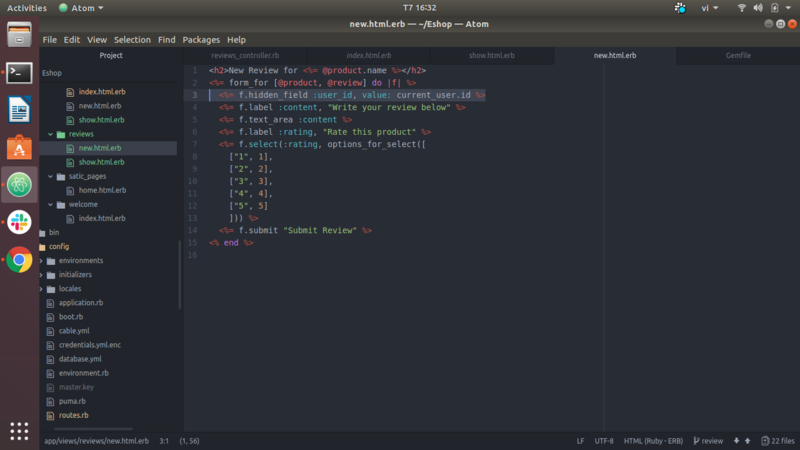 Activities
Atom
T7 16:32
vi
new.html.erb — ~/Eshop — Atom
File Edit View Selection Find Packages Help
Project
reviews_controller.rb
index.html.erb
show.html.erb
new.html.erb
Gemfile
Eshop
index.html.erb
new.html.erb
show.html.erb
reviews
new.html.erb
show.html.erb
satic_pages
home.html.erb
welcome
index.html.erb
bin
config
environments
initializers
locales
application.rb
boot.rb
cable.yml
credentials.yml.enc
database.yml
environment.rb
master.key
puma.rb
routes.rb
1 <h2>New Review for <%= @product.name %></h2>
2 <%= form_for [@product, @review] do |f| %>
3 <%= f.hidden_field :user_id, value: current_user.id %>
4 <%= f.label :content, "Write your review below" %>
5 <%= f.text_area :content %>
6 <%= f.label :rating, "Rate this product" %>
7 <%= f.select(:rating, options_for_select([
8 ["1", 1],
9 ["2", 2],
10 ["3", 3],
11 ["4", 4],
12 ["5", 5]
13 ])) %>
14 <%= f.submit "Submit Review" %>
15 <% end %>
16
app/views/reviews/new.html.erb 3:1 (1, 56)
LF UTF-8 HTML (Ruby - ERB) review 22 files